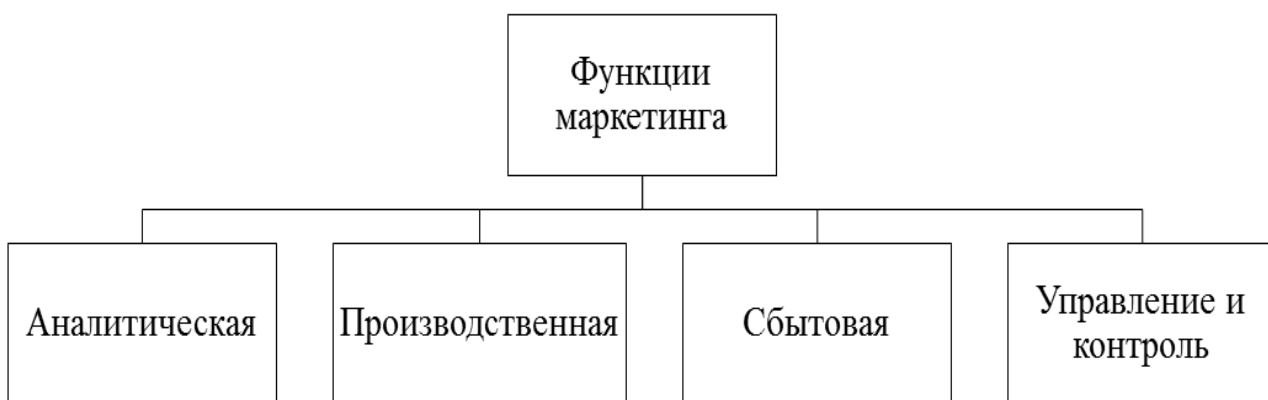 Функции
маркетинга
Аналитическая
Производственная
Сбытовая
Управление и
контроль